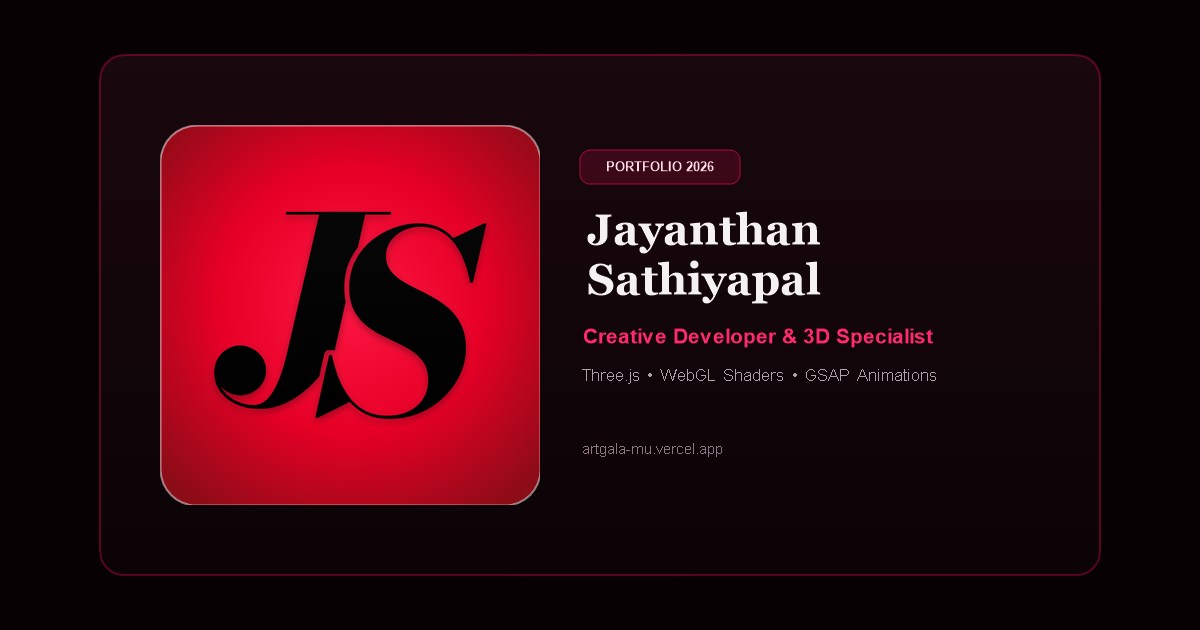 JS
PORTFOLIO 2026
Jayanthan
Sathiyapal
Creative Developer & 3D Specialist
Three.js • WebGL Shaders • GSAP Animations
artgala-mu.vercel.app